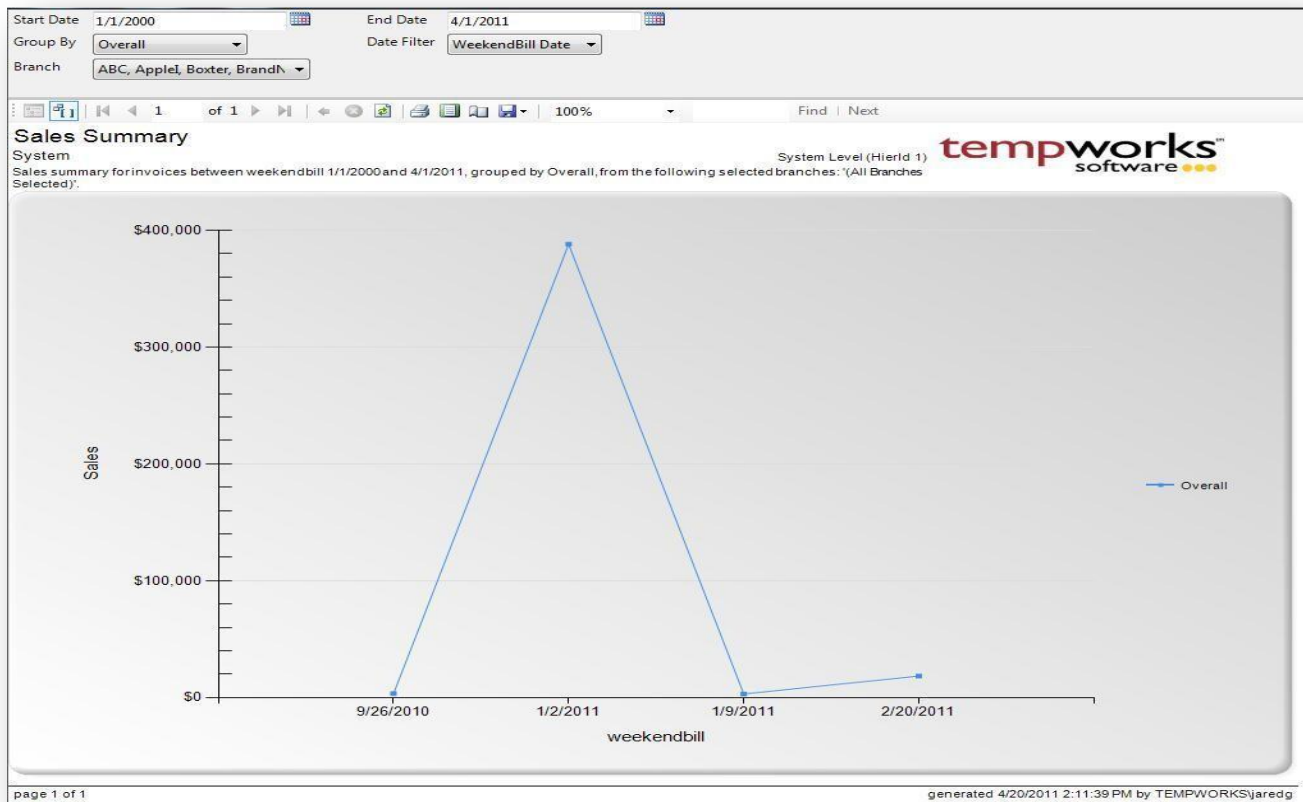 Start Date 1/1/2000 End Date 4/1/2011
Group By Overall Date Filter WeekendBill Date
Branch ABC, AppleI, Boxter, BrandN
1 of 1 100% Find | Next
Sales Summary
System
System Level (HierId 1)
tempworks
software
Sales summary for invoices between weekendbill 1/1/2000 and 4/1/2011, grouped by Overall, from the following selected branches: '(All Branches
Selected)'.
$400,000
$300,000
$200,000
$100,000
$0
Sales
Overall
9/26/2010 1/2/2011 1/9/2011 2/20/2011
weekendbill
page 1 of 1
generated 4/20/2011 2:11:39 PM by TEMPWORKS\jaredg